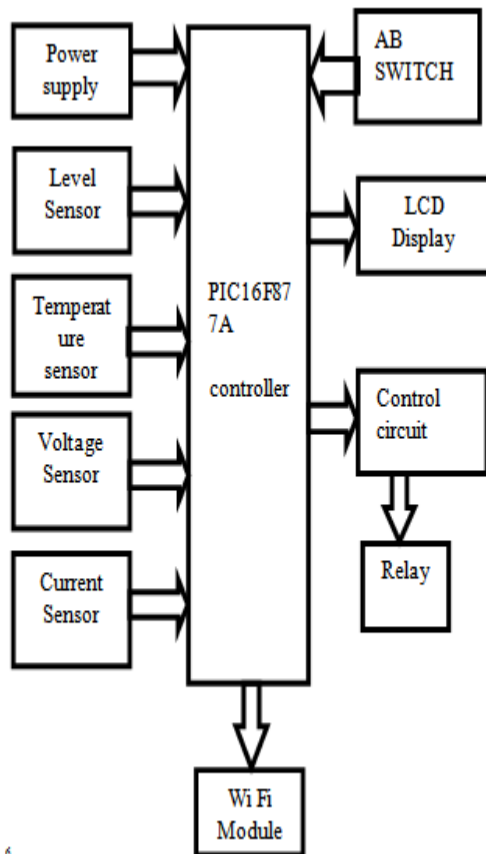 Power
supply
AB
SWITCH
Level
Sensor
LCD
Display
PIC16F87
7A
controller
Temperat
ure
sensor
Voltage
Sensor
Control
circuit
Current
Sensor
Relay
Wi Fi
Module